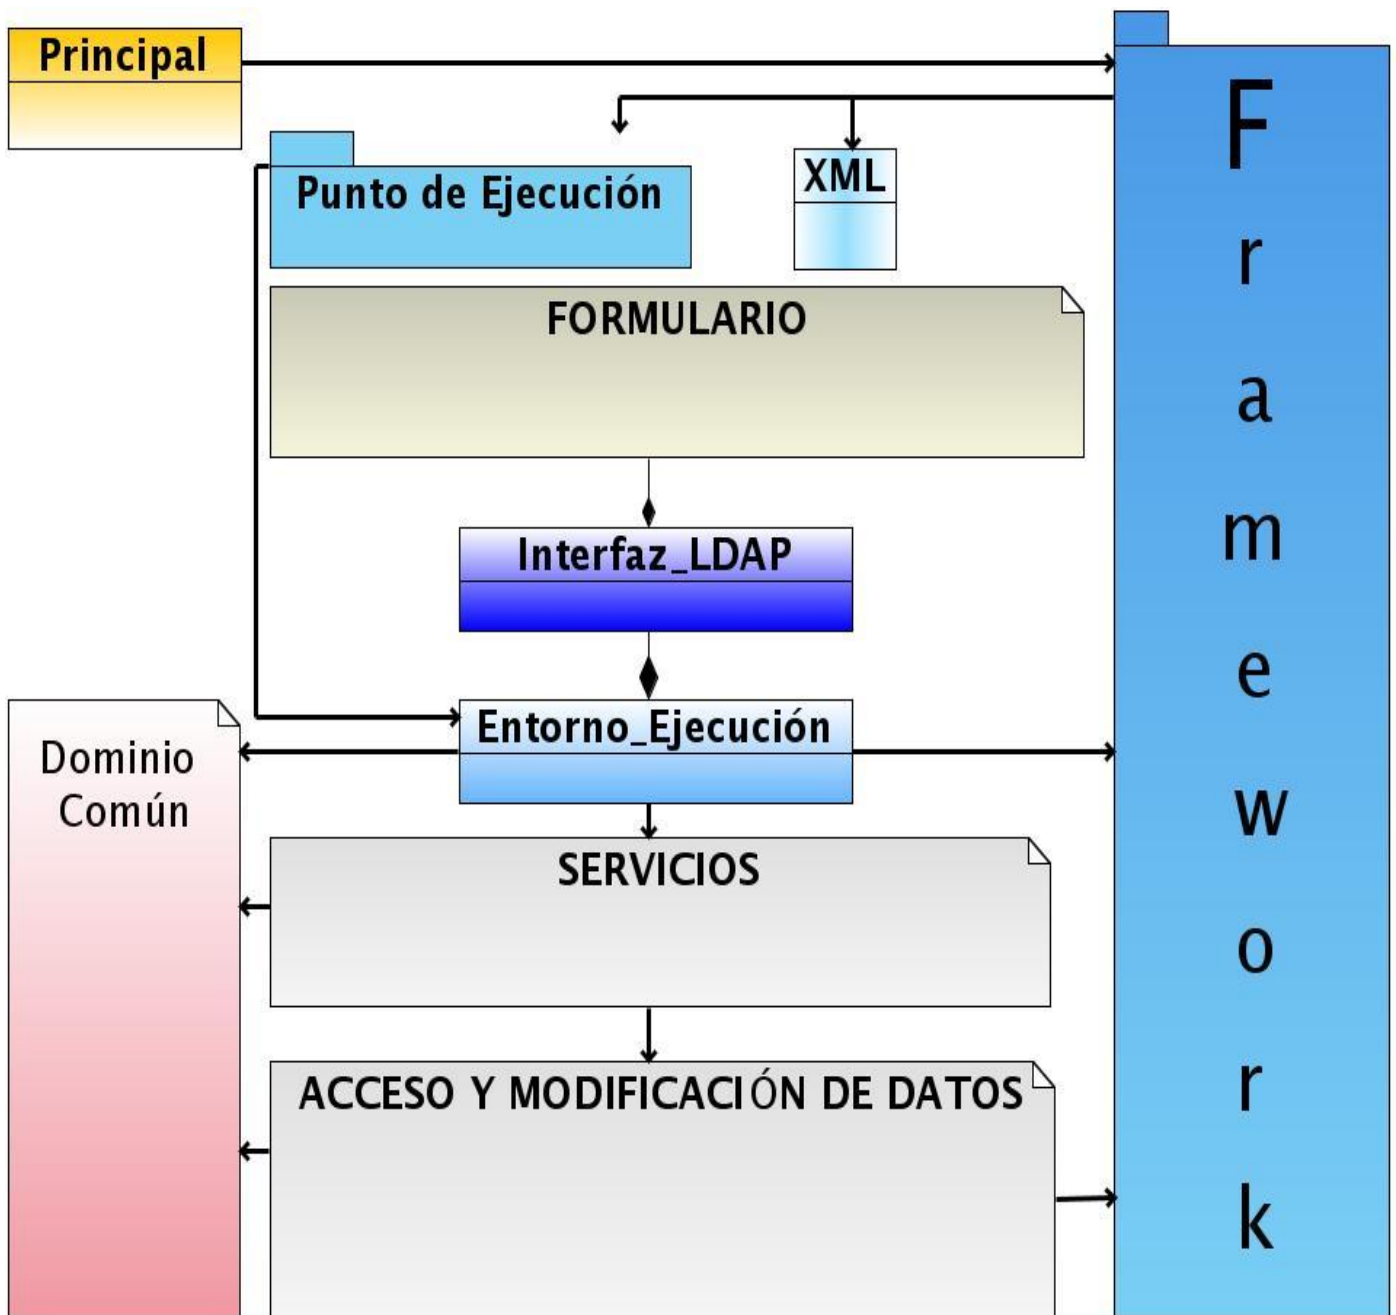 Principal
Punto de Ejecución
XML
FORMULARIO
Interfaz_LDAP
Entorno_Ejecución
Dominio
Común
SERVICIOS
ACCESO Y MODIFICACIÓN DE DATOS
F
r
a
m
e
w
o
r
k